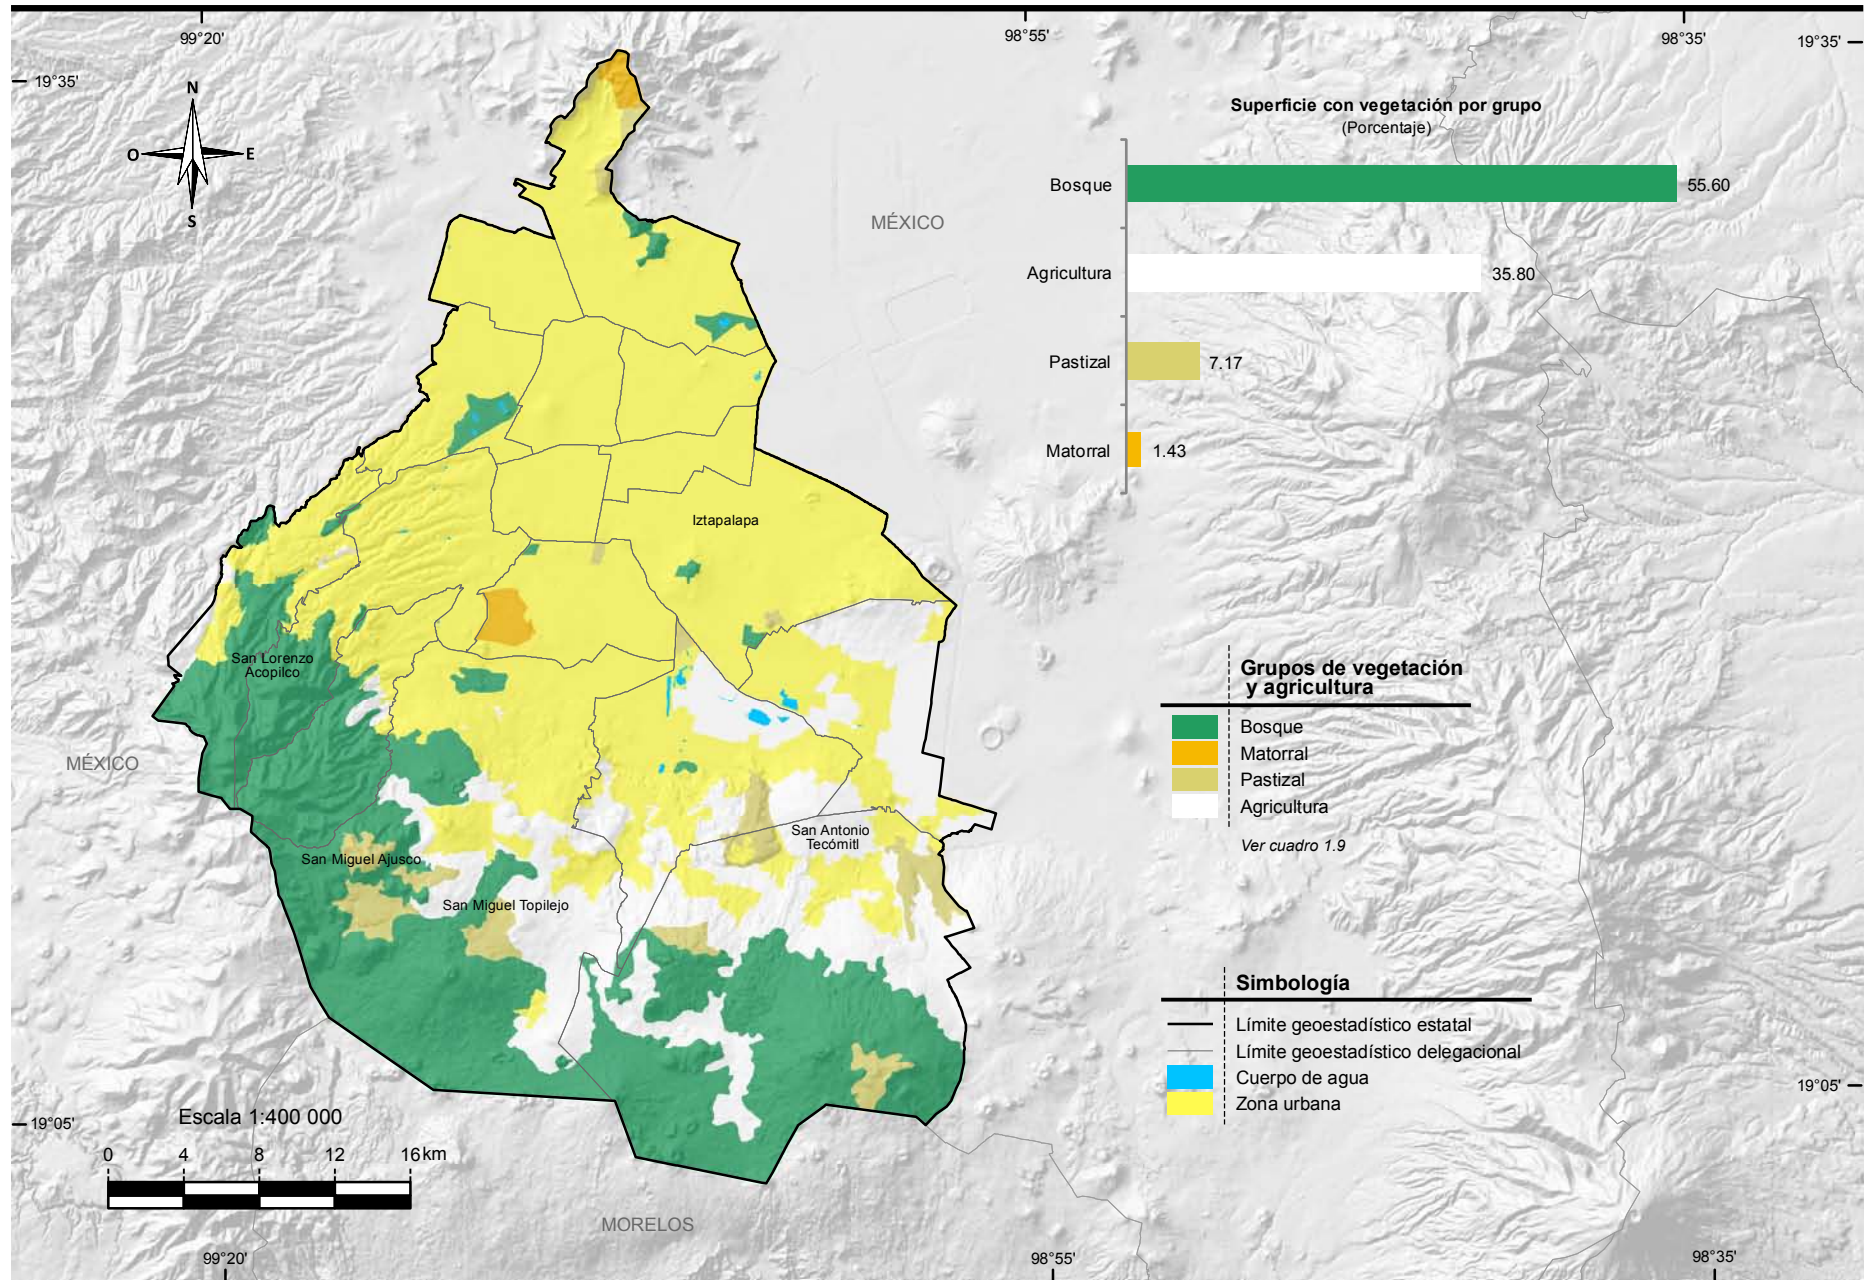 99°20'
98°55'
98°35'
19°35'
19°35'
N
O
E
S
Superficie con vegetación por grupo
(Porcentaje)
Bosque
55.60
Agricultura
35.80
Pastizal
7.17
Matorral
1.43
MÉXICO
Iztapalapa
San Lorenzo
Acopilco
MÉXICO
San Antonio
Tecómitl
San Miguel Ajusco
San Miguel Topilejo
Grupos de vegetación
y agricultura
Bosque
Matorral
Pastizal
Agricultura
Ver cuadro 1.9
Simbología
Límite geoestadístico estatal
Límite geoestadístico delegacional
Cuerpo de agua
Zona urbana
19°05'
19°05'
Escala 1:400 000
0 4 8 12 16 km
MORELOS
99°20'
98°55'
98°35'